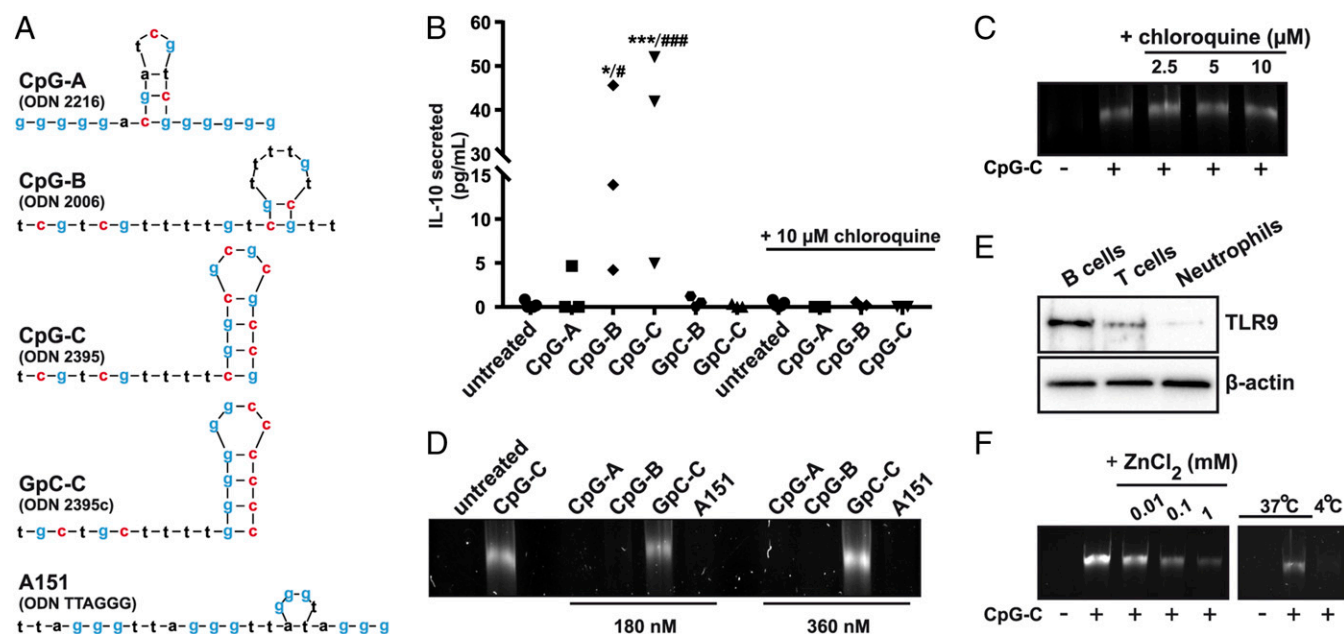 A
CpG-A
(ODN 2216)
t c g
a t
g c
g-g-g-g-g-a-c-g-g-g-g-g-g
CpG-B
(ODN 2006)
t-t-t-g
t t
g-c
t-c-g-t-c-g-t-t-t-t-g-t-c-g-t-t
CpG-C
(ODN 2395)
g c g c
c-g
g-c
g-c
g-c
t-c-g-t-c-g-t-t-t-t-c-g
GpC-C
(ODN 2395c)
g g c c
g-c
g-c
g-c
g-c
t-g-c-t-g-c-t-t-t-t-g-c
A151
(ODN TTAGGG)
g g g t
t-t-a-g-g-g-t-t-a-g-g-g-t-t-a-t-a-g-g-g
B
IL-10 secreted
(pg/mL)
60
50
40
30
15
10
5
0
*/#
***/###
+ 10 µM chloroquine
untreated
CpG-A
CpG-B
CpG-C
GpC-B
GpC-C
untreated
CpG-A
CpG-B
CpG-C
C
+ chloroquine (µM)
2.5 5 10
CpG-C - + + + +
D
untreated
CpG-C
CpG-A
CpG-B
GpC-C
A151
CpG-A
CpG-B
GpC-C
A151
180 nM 360 nM
E
B cells
T cells
Neutrophils
TLR9
β-actin
F
+ ZnCl2 (mM)
0.01 0.1 1
37°C 4°C
CpG-C - + + + + - + +